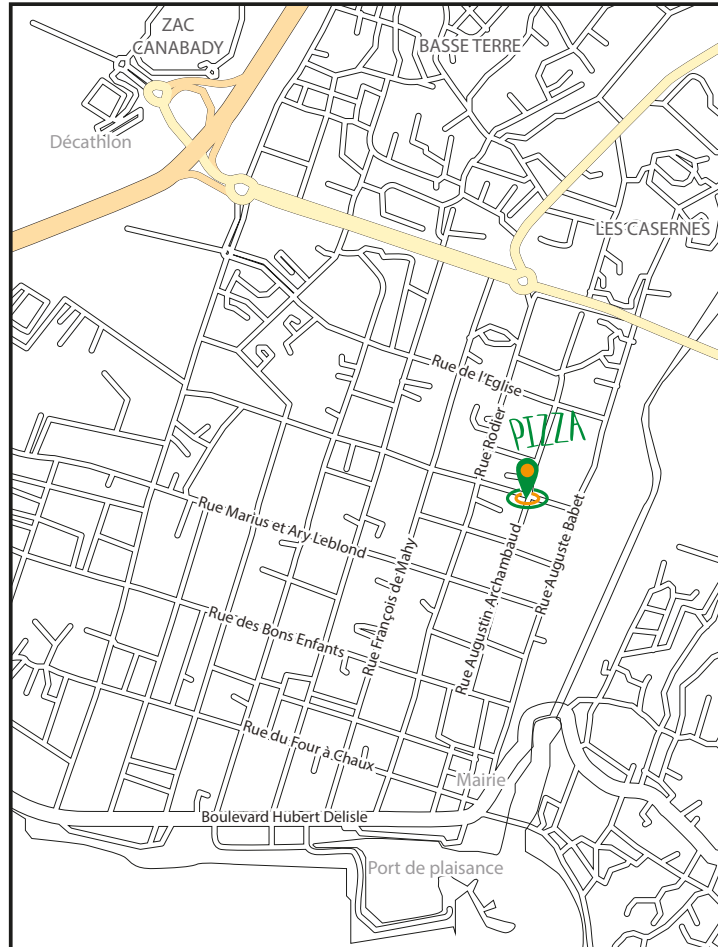 ZAC
CANABADY
BASSE TERRE
Décathlon
LES CASERNES
Rue de l'Eglise
PIZZA
Rue Rodier
Rue Marius et Ary Leblond
Rue François de Mahy
Rue Augustin Archambaud
Rue Auguste Babet
Rue des Bons Enfants
Rue du Four à Chaux
Mairie
Boulevard Hubert Delisle
Port de plaisance